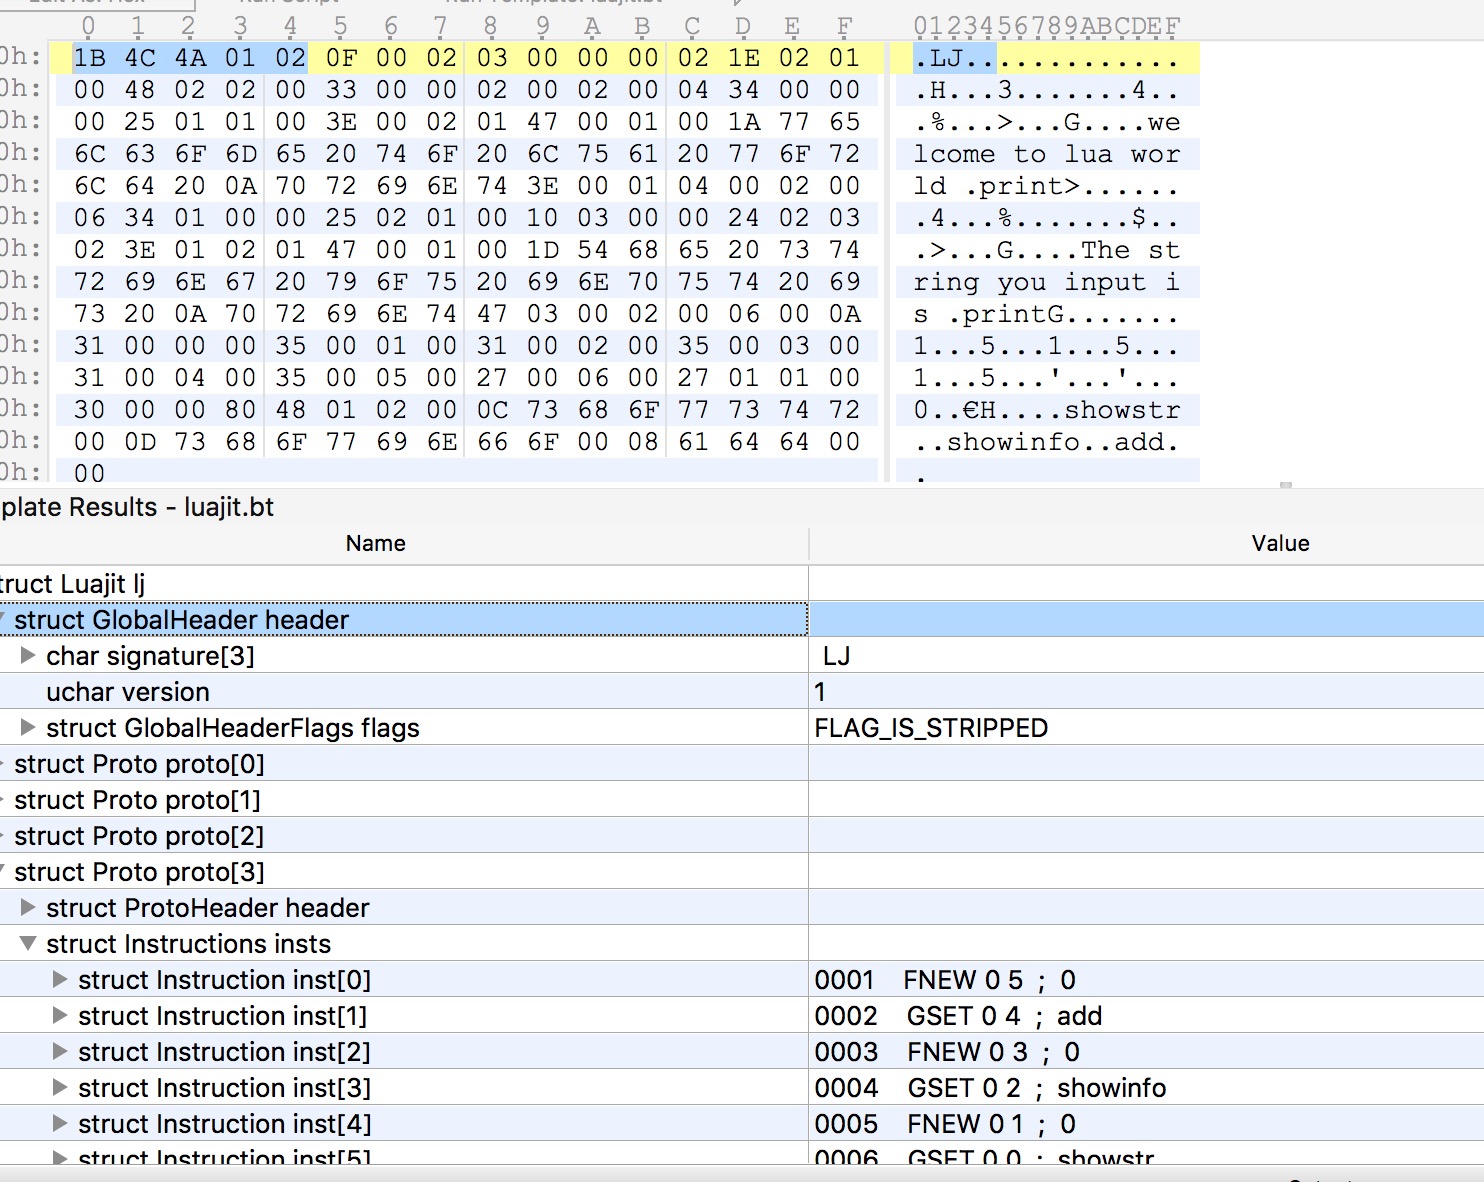 0 1 2 3 4 5 6 7 8 9 A B C D E F 0123456789ABCDEF
0h: 1B 4C 4A 01 02 0F 00 02 03 00 00 00 02 1E 02 01 .LJ.............
0h: 00 48 02 02 00 33 00 00 02 00 02 00 04 34 00 00 .H...3.......4..
0h: 00 25 01 01 00 3E 00 02 01 47 00 01 00 1A 77 65 .%...>...G....we
0h: 6C 63 6F 6D 65 20 74 6F 20 6C 75 61 20 77 6F 72 lcome to lua wor
0h: 6C 64 20 0A 70 72 69 6E 74 3E 00 01 04 00 02 00 ld .print>......
0h: 06 34 01 00 00 25 02 01 00 10 03 00 00 24 02 03 .4...%.......$..
0h: 02 3E 01 02 01 47 00 01 00 1D 54 68 65 20 73 74 .>...G....The st
0h: 72 69 6E 67 20 79 6F 75 20 69 6E 70 75 74 20 69 ring you input i
0h: 73 20 0A 70 72 69 6E 74 47 03 00 02 00 06 00 0A s .printG.......
0h: 31 00 00 00 35 00 01 00 31 00 02 00 35 00 03 00 1...5...1...5...
0h: 31 00 04 00 35 00 05 00 27 00 06 00 27 01 01 00 1...5...'...'...
0h: 30 00 00 80 48 01 02 00 0C 73 68 6F 77 73 74 72 0..€H....showstr
0h: 00 0D 73 68 6F 77 69 6E 66 6F 00 08 61 64 64 00 ..showinfo..add.
0h: 00 .
plate Results - luajit.bt
Name Value
truct Luajit lj
struct GlobalHeader header
char signature[3] LJ
uchar version 1
struct GlobalHeaderFlags flags FLAG_IS_STRIPPED
struct Proto proto[0]
struct Proto proto[1]
struct Proto proto[2]
struct Proto proto[3]
struct ProtoHeader header
struct Instructions insts
struct Instruction inst[0] 0001 FNEW 0 5 ; 0
struct Instruction inst[1] 0002 GSET 0 4 ; add
struct Instruction inst[2] 0003 FNEW 0 3 ; 0
struct Instruction inst[3] 0004 GSET 0 2 ; showinfo
struct Instruction inst[4] 0005 FNEW 0 1 ; 0
struct Instruction inst[5] 0006 GSET 0 0 ; showstr